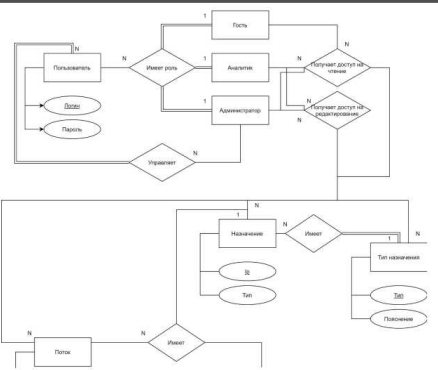 Гость
1
N
N
1
N
Пользователь
Имеет роль
Аналитик
Получает доступ на
чтение
N
1
N
Логин
Администратор
Получает доступ на
редактирование
N
Пароль
N
Управляет
N
N
1
N
Назначение
N
Имеет
1
Тип назначения
Id
Тип
Тип
Пояснение
N
N
Поток
Имеет